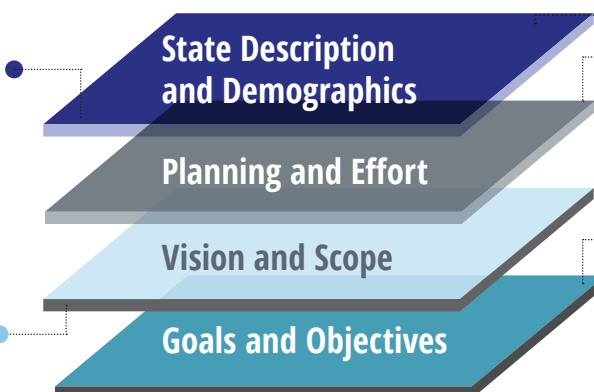 State Description
and Demographics
Planning and Effort
Vision and Scope
Goals and Objectives